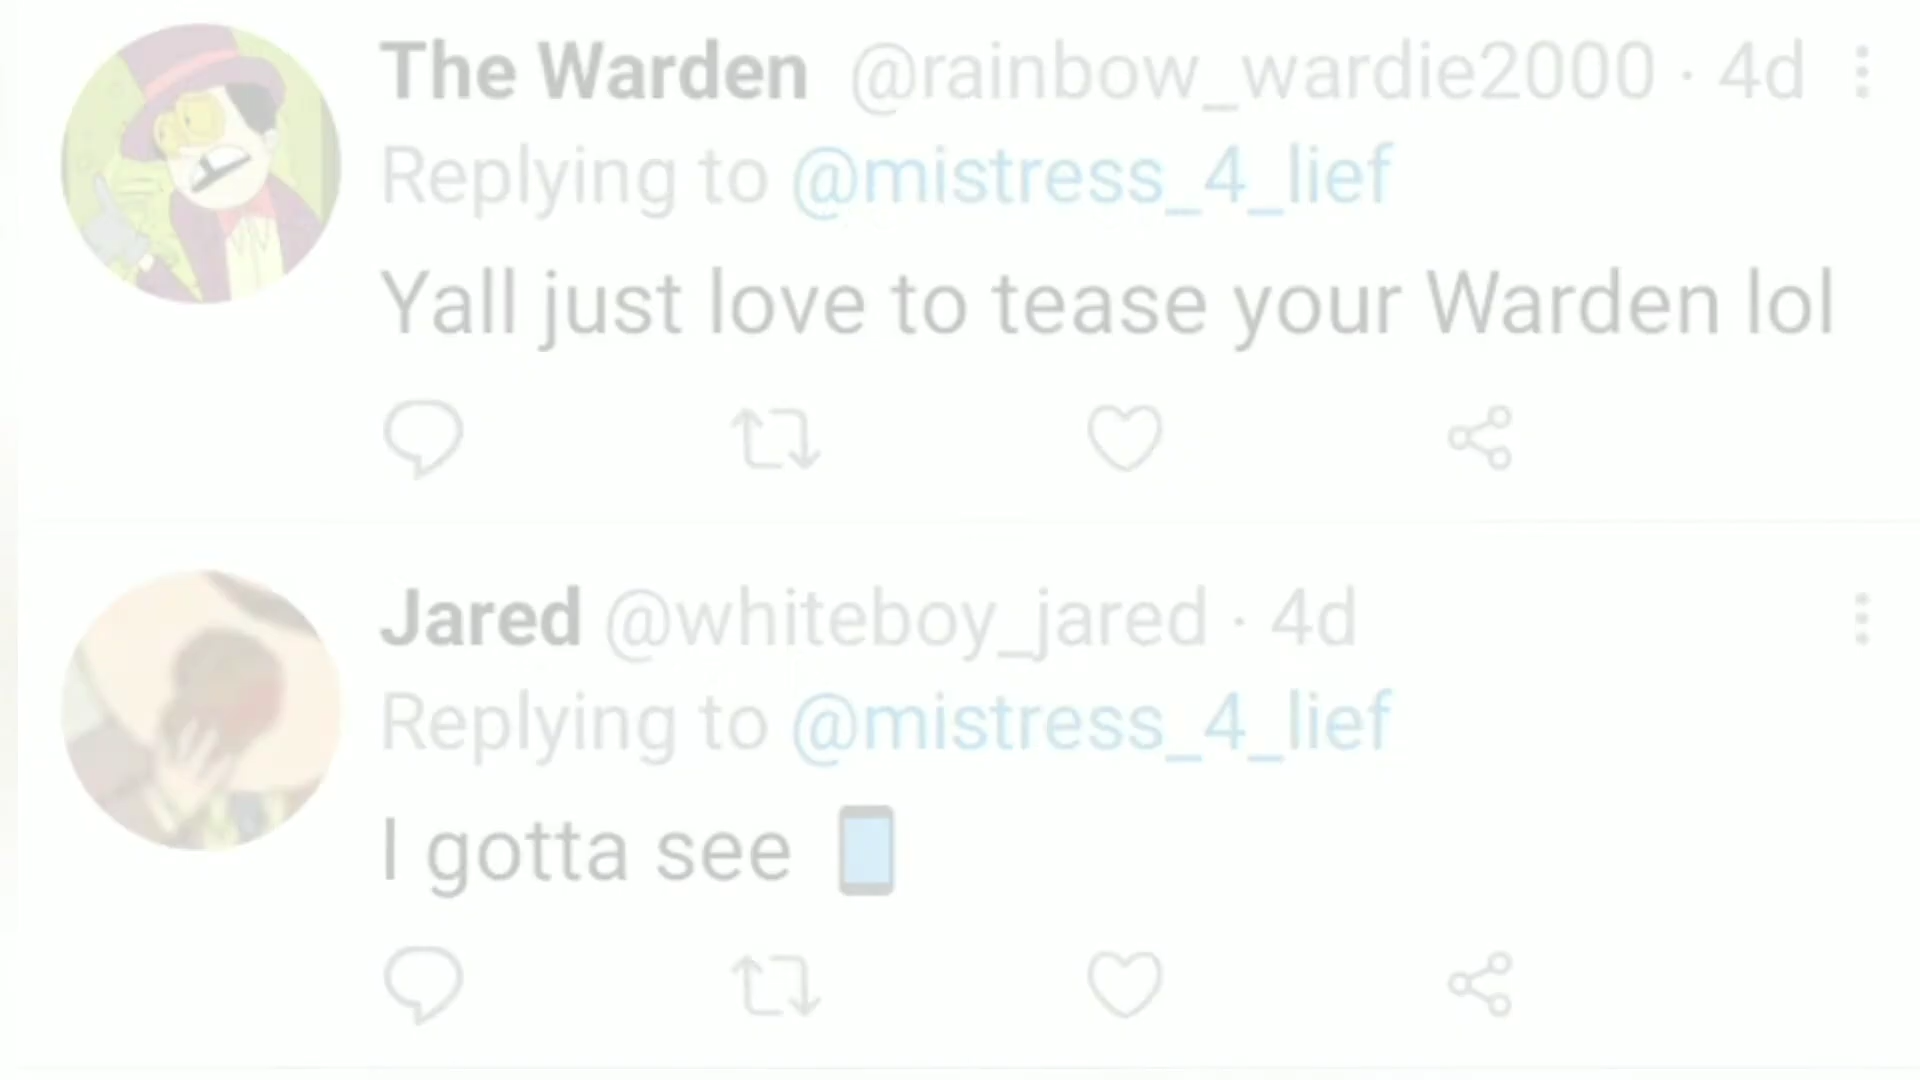 The Warden @rainbow_wardie2000 · 4d
Replying to @mistress_4_lief
Yall just love to tease your Warden lol
Jared @whiteboy_jared · 4d
Replying to @mistress_4_lief
I gotta see 📱